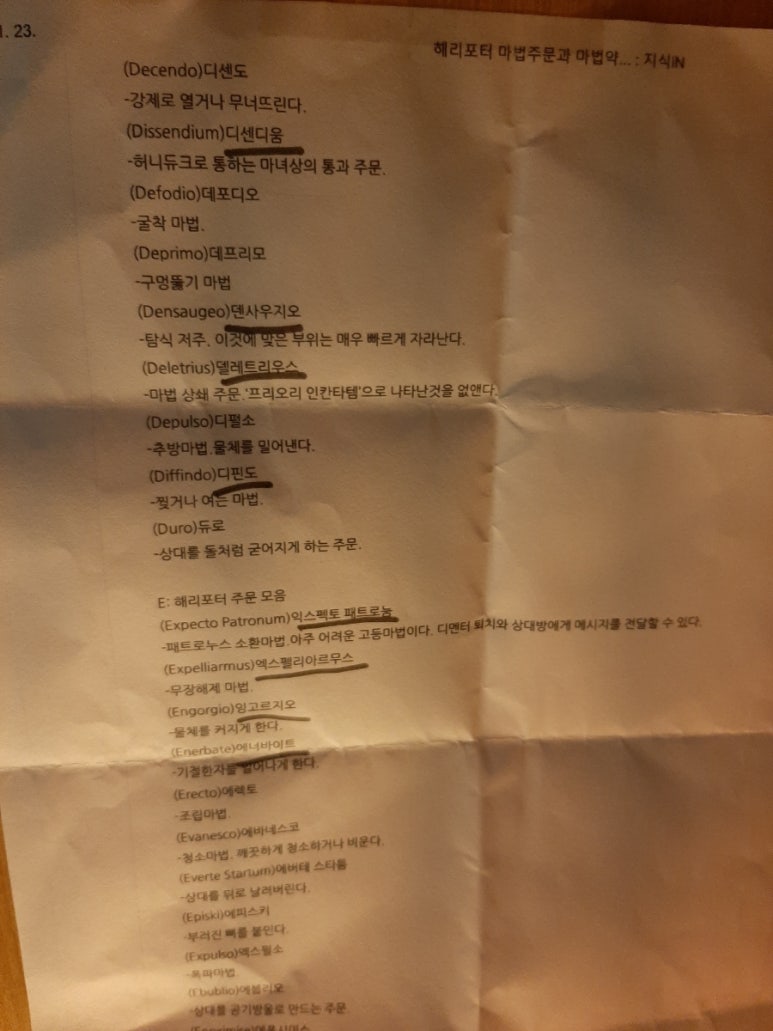 1. 23.
해리포터 마법주문과 마법약... : 지식iN
(Decendo)디센도
-강제로 열거나 무너뜨린다.
(Dissendium)디센디움
-허니듀크로 통하는 마녀상의 통과 주문.
(Defodio)데포디오
-굴착 마법.
(Deprimo)데프리모
-구멍뚫기 마법
(Densaugeo)덴사우지오
-탐식 저주. 이것에 맞은 부위는 매우 빠르게 자라난다.
(Deletrius)델레트리우스
-마법 상쇄 주문.'프리오리 인칸타템'으로 나타난것을 없앤다.
(Depulso)디펄소
-추방마법.물체를 밀어낸다.
(Diffindo)디핀도
-찢거나 여는 마법.
(Duro)듀로
-상대를 돌처럼 굳어지게 하는 주문.
E: 해리포터 주문 모음
(Expecto Patronum)익스펙토 패트로눔
-패트로누스 소환마법.아주 어려운 고등마법이다. 디멘터 퇴치와 상대방에게 메시지를 전달할 수 있다.
(Expelliarmus)엑스펠리아르무스
-무장해제 마법.
(Engorgio)잉고르지오
-물체를 커지게 한다.
(Enerbate)에너바이트
-기절한자를 일어나게 한다.
(Erecto)에렉토
-조립마법.
(Evanesco)에바네스코
-청소마법. 깨끗하게 청소하거나 비운다.
(Everte Startum)에버테 스타툼
-상대를 뒤로 날려버린다.
(Episki)에피스키
-부러진 뼈를 붙인다.
(Expulso)엑스펄소
-폭파마법
(Ebublio)에블리오
-상대를 공기방울로 만드는 주문.